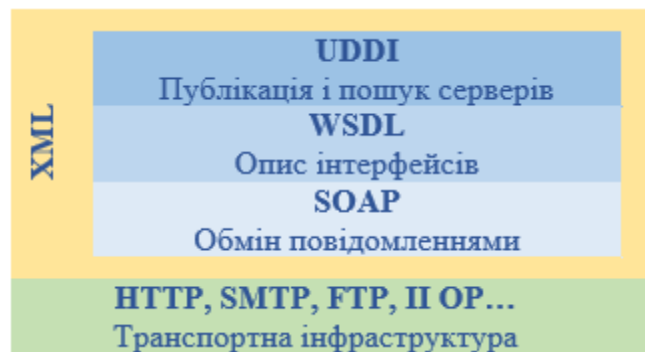 XML
UDDI
Публікація і пошук серверів
WSDL
Опис інтерфейсів
SOAP
Обмін повідомленнями
HTTP, SMTP, FTP, II OP...
Транспортна інфраструктура